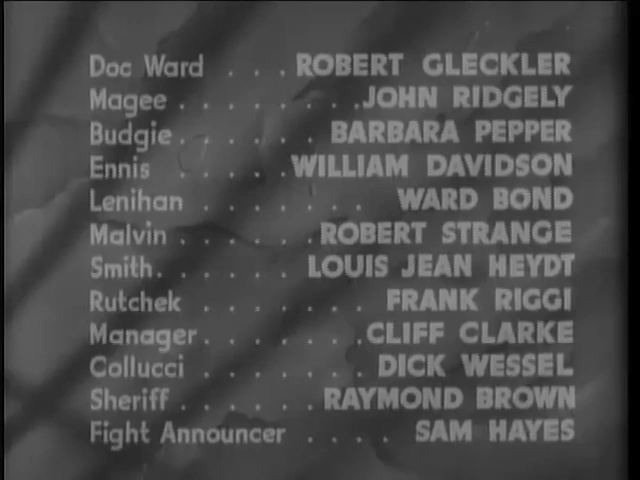 Doc Ward . . . ROBERT GLECKLER
Magee . . . . . . . . JOHN RIDGELY
Budgie . . . . . . BARBARA PEPPER
Ennis . . . . . WILLIAM DAVIDSON
Lenihan . . . . . . . WARD BOND
Malvin . . . . . . ROBERT STRANGE
Smith . . . . . . LOUIS JEAN HEYDT
Rutchek . . . . . . . FRANK RIGGI
Manager . . . . . . . CLIFF CLARKE
Collucci . . . . . . . DICK WESSEL
Sheriff . . . . . . RAYMOND BROWN
Fight Announcer . . . . SAM HAYES